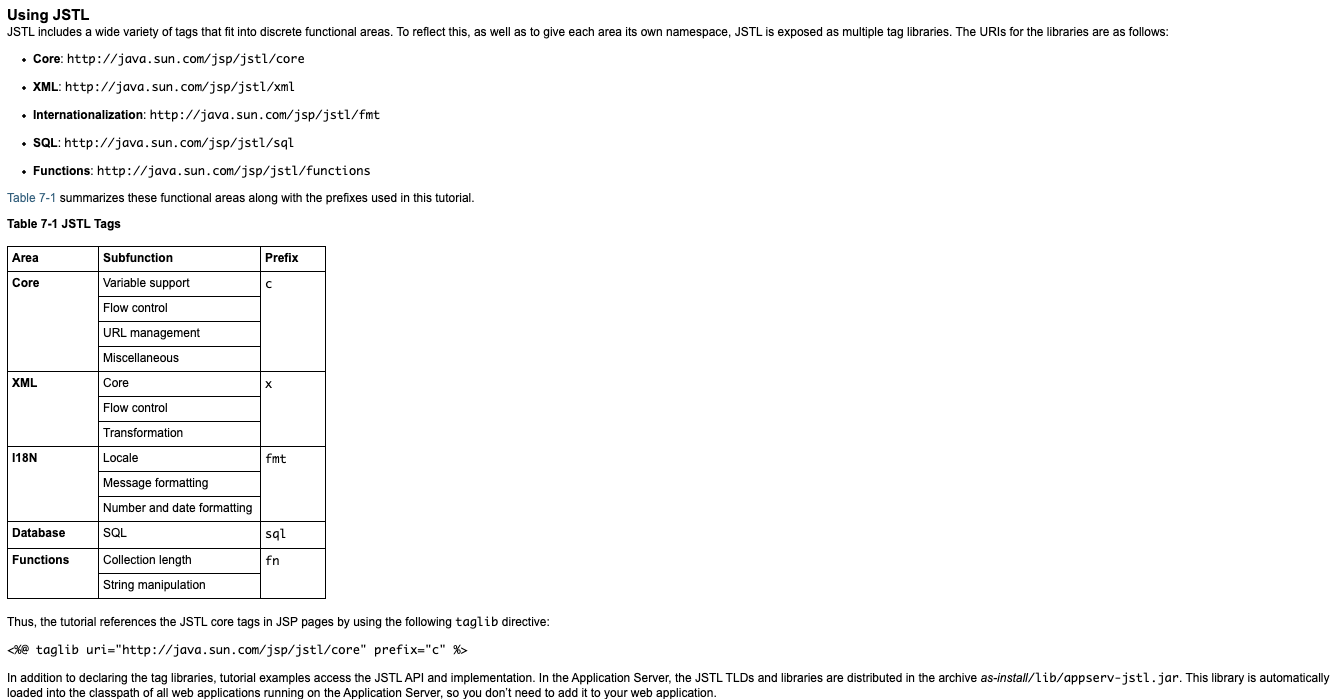 Using JSTL
JSTL includes a wide variety of tags that fit into discrete functional areas. To reflect this, as well as to give each area its own namespace, JSTL is exposed as multiple tag libraries. The URIs for the libraries are as follows:
• Core: http://java.sun.com/jsp/jstl/core
• XML: http://java.sun.com/jsp/jstl/xml
• Internationalization: http://java.sun.com/jsp/jstl/fmt
• SQL: http://java.sun.com/jsp/jstl/sql
• Functions: http://java.sun.com/jsp/jstl/functions
Table 7-1 summarizes these functional areas along with the prefixes used in this tutorial.
Table 7-1 JSTL Tags
Area Subfunction Prefix
Core Variable support c
Flow control
URL management
Miscellaneous
XML Core x
Flow control
Transformation
I18N Locale fmt
Message formatting
Number and date formatting
Database SQL sql
Functions Collection length fn
String manipulation
Thus, the tutorial references the JSTL core tags in JSP pages by using the following taglib directive:
<%@ taglib uri="http://java.sun.com/jsp/jstl/core" prefix="c" %>
In addition to declaring the tag libraries, tutorial examples access the JSTL API and implementation. In the Application Server, the JSTL TLDs and libraries are distributed in the archive as-install/lib/appserv-jstl.jar. This library is automatically
loaded into the classpath of all web applications running on the Application Server, so you don't need to add it to your web application.